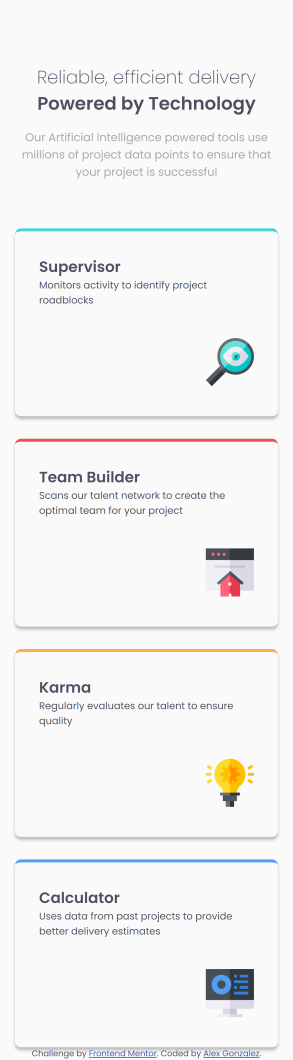 Reliable, efficient delivery
Powered by Technology
Our Artificial Intelligence powered tools use
millions of project data points to ensure that
your project is successful
Supervisor
Monitors activity to identify project
roadblocks
Team Builder
Scans our talent network to create the
optimal team for your project
Karma
Regularly evaluates our talent to ensure
quality
Calculator
Uses data from past projects to provide
better delivery estimates
Challenge by Frontend Mentor. Coded by Alex Gonzalez.